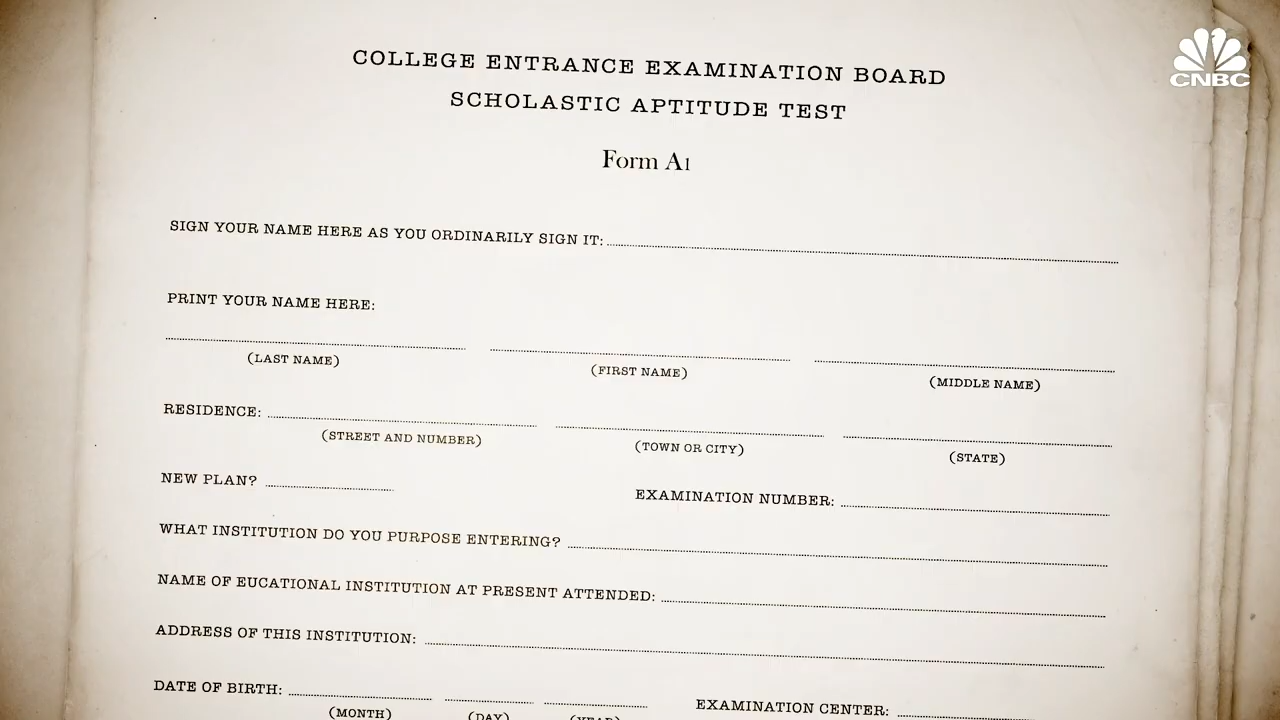 CNBC
COLLEGE ENTRANCE EXAMINATION BOARD
SCHOLASTIC APTITUDE TEST
Form A1
SIGN YOUR NAME HERE AS YOU ORDINARILY SIGN IT:
PRINT YOUR NAME HERE:
(LAST NAME) (FIRST NAME) (MIDDLE NAME)
RESIDENCE:
(STREET AND NUMBER) (TOWN OR CITY) (STATE)
NEW PLAN? EXAMINATION NUMBER:
WHAT INSTITUTION DO YOU PURPOSE ENTERING?
NAME OF EUCATIONAL INSTITUTION AT PRESENT ATTENDED:
ADDRESS OF THIS INSTITUTION:
DATE OF BIRTH: EXAMINATION CENTER:
(MONTH) (DAY) (YEAR)